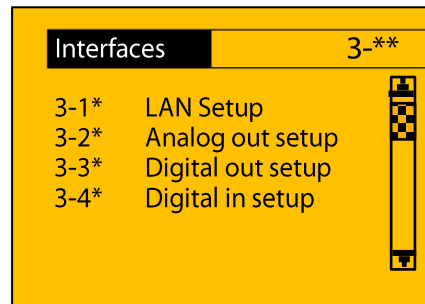 Interfaces 3-**
3-1* LAN Setup
3-2* Analog out setup
3-3* Digital out setup
3-4* Digital in setup